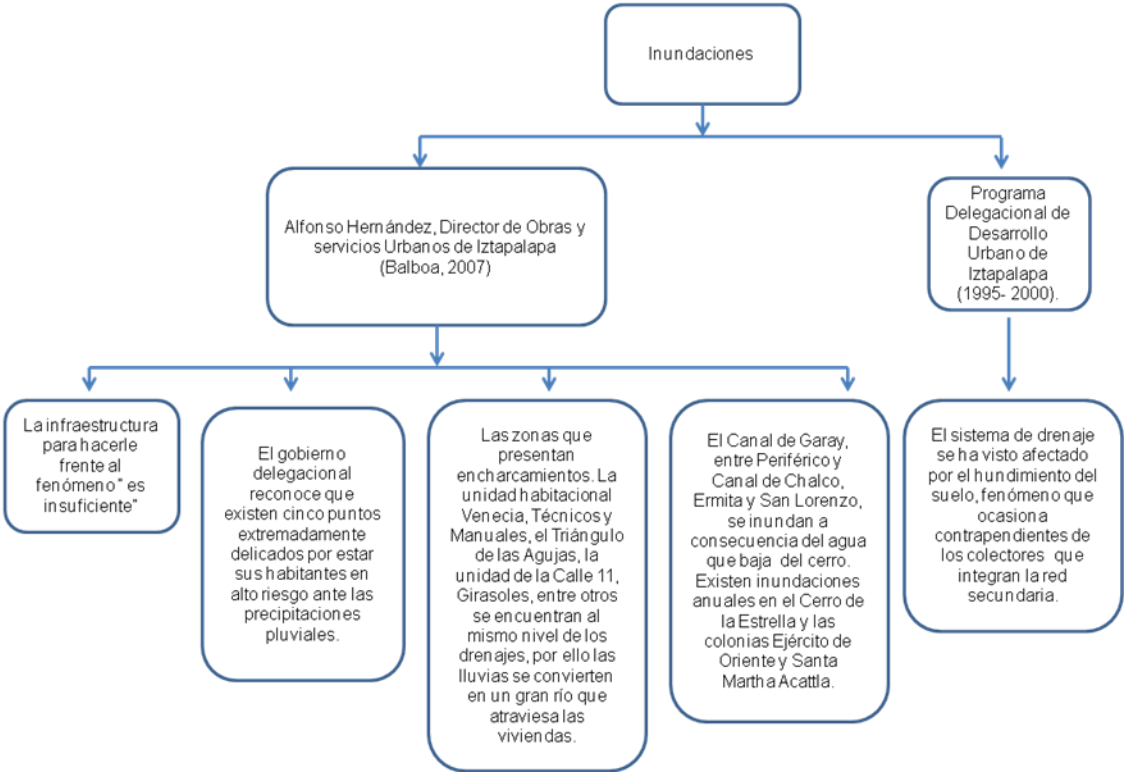 Inundaciones
Alfonso Hernández, Director de Obras y
servicios Urbanos de Iztapalapa
(Balboa, 2007)
Programa
Delegacional de
Desarrollo
Urbano de
Iztapalapa
(1995- 2000).
La infraestructura
para hacerle
frente al
fenómeno" es
insuficiente"
El gobierno
delegacional
reconoce que
existen cinco puntos
extremadamente
delicados por estar
sus habitantes en
alto riesgo ante las
precipitaciones
pluviales.
Las zonas que
presentan
encharcamientos. La
unidad habitacional
Venecia, Técnicos y
Manuales, el Triángulo
de las Agujas, la
unidad de la Calle 11,
Girasoles, entre otros
se encuentran al
mismo nivel de los
drenajes, por ello las
lluvias se convierten
en un gran río que
atraviesa las
viviendas.
El Canal de Garay,
entre Periférico y
Canal de Chalco,
Ermita y San Lorenzo,
se inundan a
consecuencia del agua
que baja del cerro.
Existen inundaciones
anuales en el Cerro de
la Estrella y las
colonias Ejército de
Oriente y Santa
Martha Acattla.
El sistema de drenaje
se ha visto afectado
por el hundimiento del
suelo, fenómeno que
ocasiona
contrapendientes de
los colectores que
integran la red
secundaria.